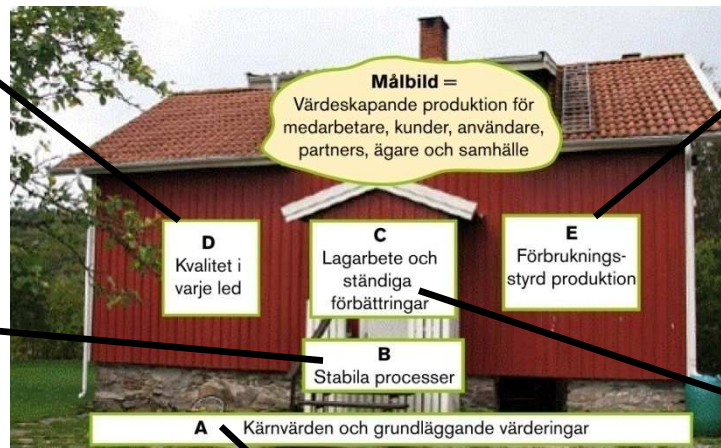 Målbild =
Värdeskapande produktion för
medarbetare, kunder, användare,
partners, ägare och samhälle
D
Kvalitet i
varje led
C
Lagarbete och
ständiga
förbättringar
E
Förbruknings-
styrd produktion
B
Stabila processer
A Kärnvärden och grundläggande värderingar